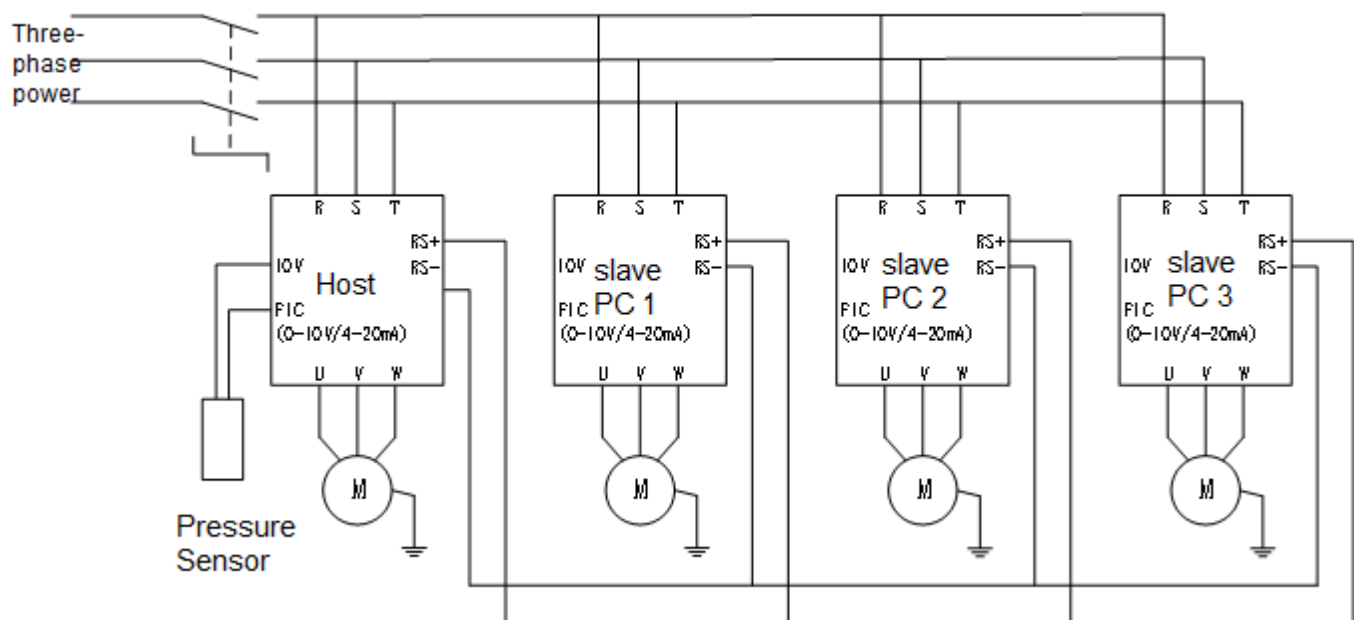 Three-
phase
power
R S T
RS+
10V
RS-
Host
FIC
(0-10V/4-20mA)
U V W
M
R S T
RS+
10V
RS-
slave
PC 1
FIC
(0-10V/4-20mA)
U V W
M
R S T
RS+
10V
RS-
slave
PC 2
FIC
(0-10V/4-20mA)
U V W
M
R S T
RS+
10V
RS-
slave
PC 3
FIC
(0-10V/4-20mA)
U V W
M
Pressure
Sensor